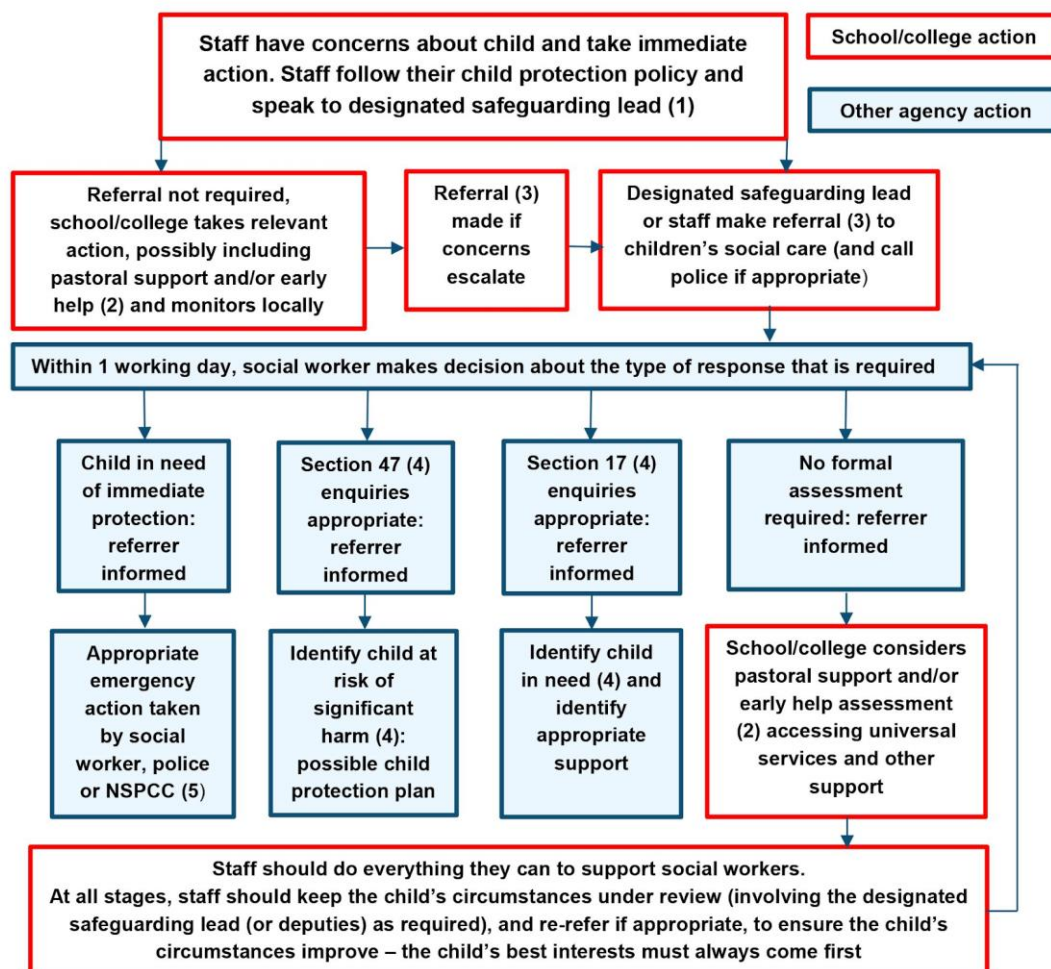 Staff have concerns about child and take immediate
action. Staff follow their child protection policy and
speak to designated safeguarding lead (1)
School/college action
Other agency action
Referral not required,
school/college takes relevant
action, possibly including
pastoral support and/or early
help (2) and monitors locally
Referral (3)
made if
concerns
escalate
Designated safeguarding lead
or staff make referral (3) to
children’s social care (and call
police if appropriate)
Within 1 working day, social worker makes decision about the type of response that is required
Child in need
of immediate
protection:
referrer
informed
Section 47 (4)
enquiries
appropriate:
referrer
informed
Section 17 (4)
enquiries
appropriate:
referrer
informed
No formal
assessment
required: referrer
informed
Appropriate
emergency
action taken
by social
worker, police
or NSPCC (5)
Identify child at
risk of
significant
harm (4):
possible child
protection plan
Identify child
in need (4) and
identify
appropriate
support
School/college considers
pastoral support and/or
early help assessment
(2) accessing universal
services and other
support
Staff should do everything they can to support social workers.
At all stages, staff should keep the child’s circumstances under review (involving the designated
safeguarding lead (or deputies) as required), and re-refer if appropriate, to ensure the child’s
circumstances improve – the child’s best interests must always come first